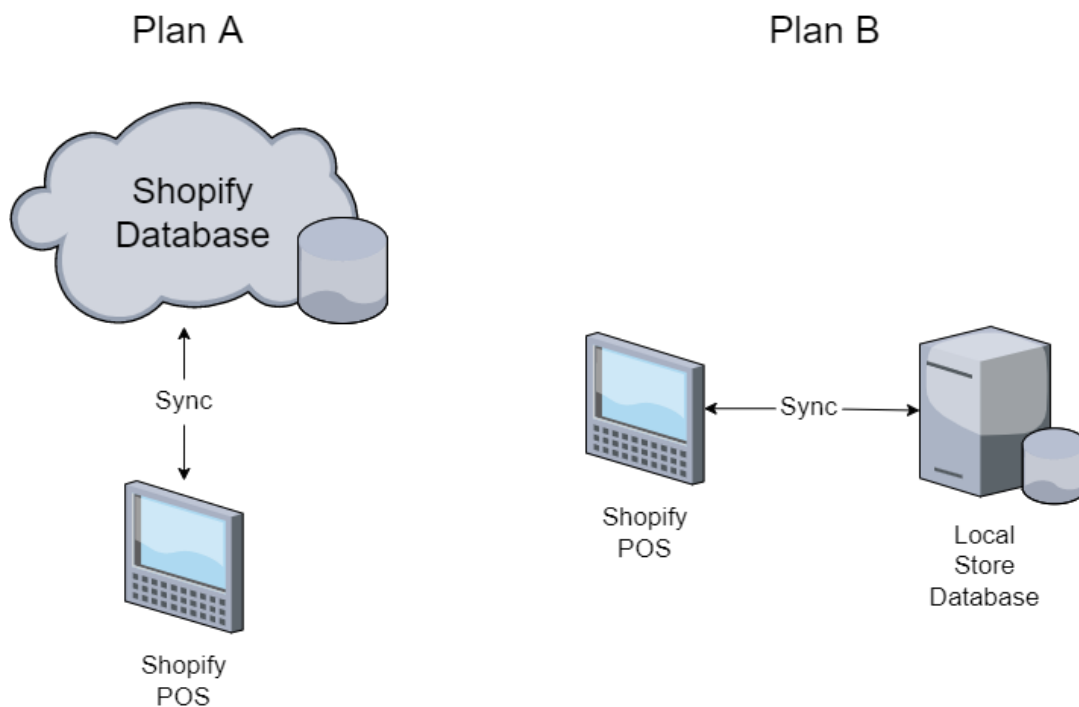 Plan A
Plan B
Shopify
Database
Sync
Shopify
POS
Sync
Shopify
POS
Local
Store
Database